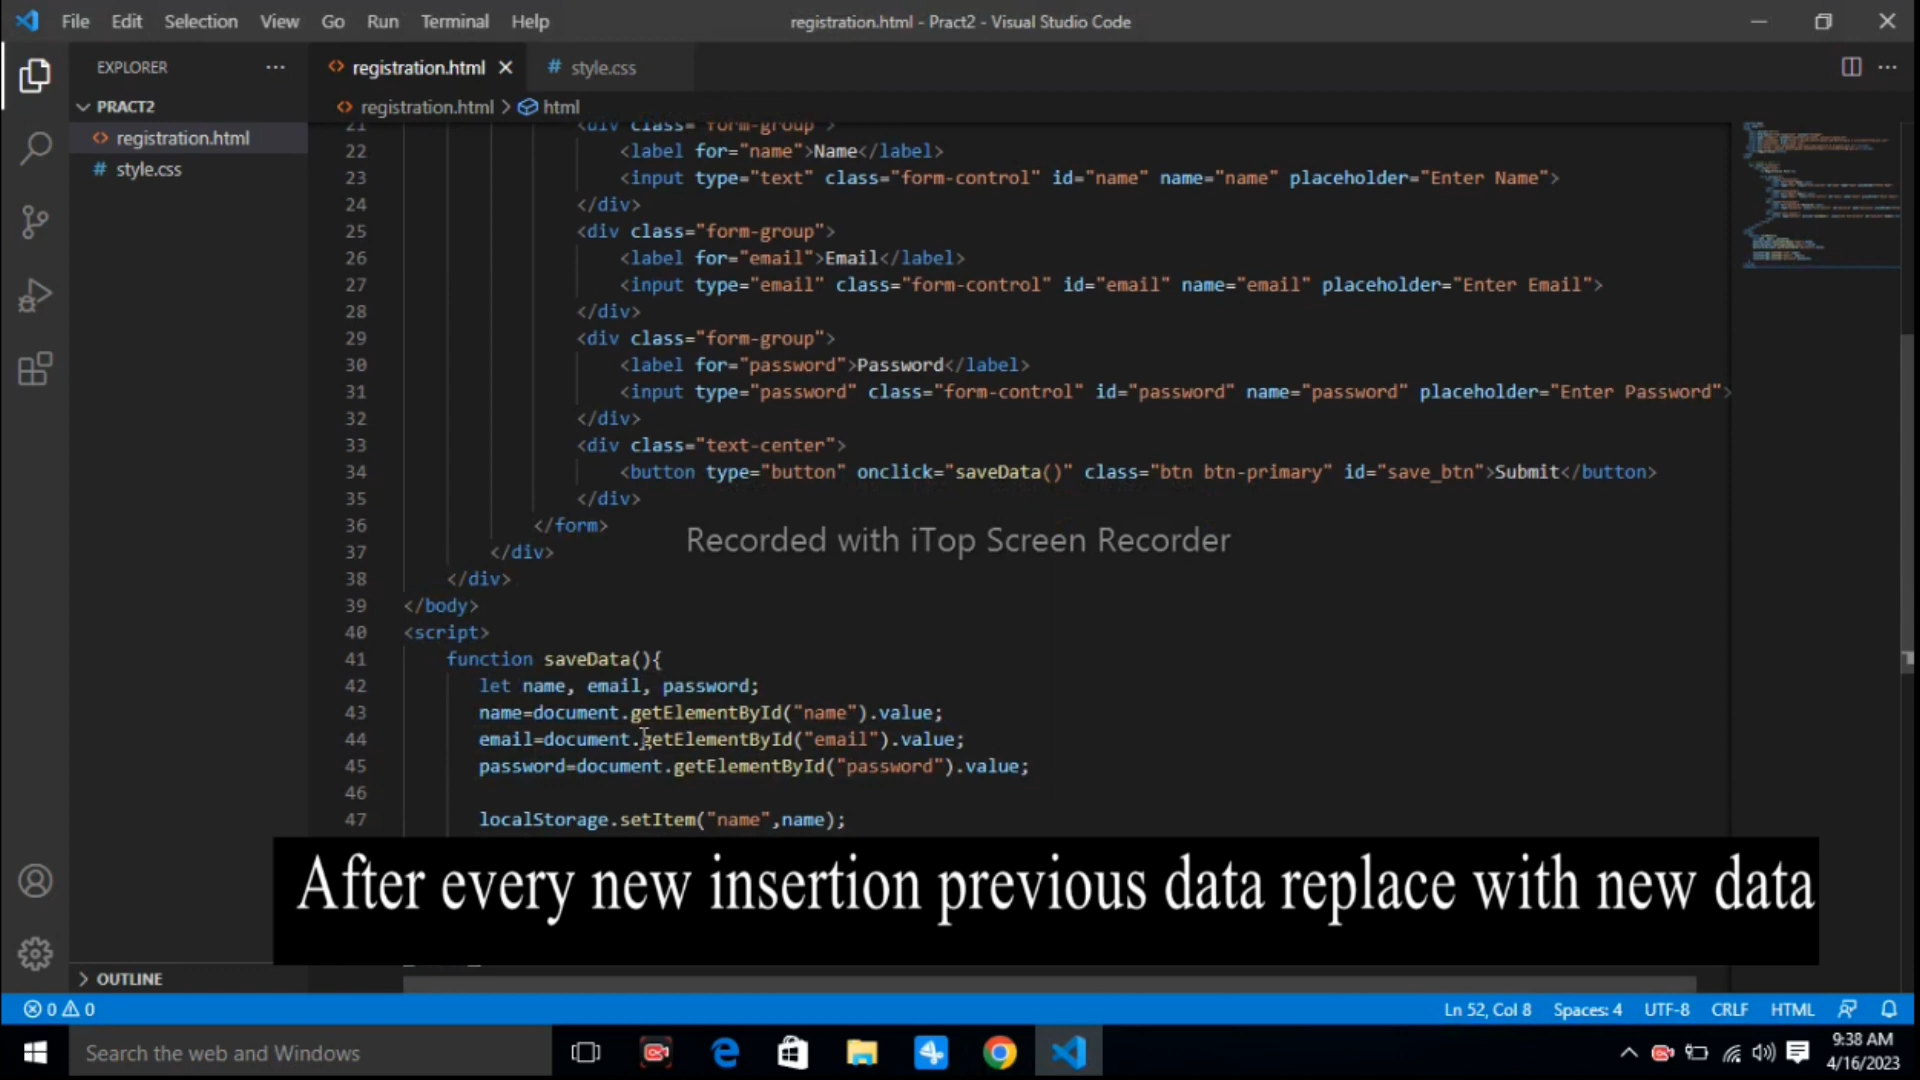 File Edit Selection View Go Run Terminal Help registration.html - Pract2 - Visual Studio Code
EXPLORER
registration.html
style.css
PRACT2
registration.html > html
registration.html
style.css
21 <div class="form-group">
22 <label for="name">Name</label>
23 <input type="text" class="form-control" id="name" name="name" placeholder="Enter Name">
24 </div>
25 <div class="form-group">
26 <label for="email">Email</label>
27 <input type="email" class="form-control" id="email" name="email" placeholder="Enter Email">
28 </div>
29 <div class="form-group">
30 <label for="password">Password</label>
31 <input type="password" class="form-control" id="password" name="password" placeholder="Enter Password">
32 </div>
33 <div class="text-center">
34 <button type="button" onclick="saveData()" class="btn btn-primary" id="save_btn">Submit</button>
35 </div>
36 </form>
Recorded with iTop Screen Recorder
37 </div>
38 </div>
39 </body>
40 <script>
41 function saveData(){
42 let name, email, password;
43 name=document.getElementById("name").value;
44 email=document.getElementById("email").value;
45 password=document.getElementById("password").value;
46
47 localStorage.setItem("name",name);
After every new insertion previous data replace with new data
OUTLINE
0 0 Ln 52, Col 8 Spaces: 4 UTF-8 CRLF HTML
Search the web and Windows
9:38 AM
4/16/2023